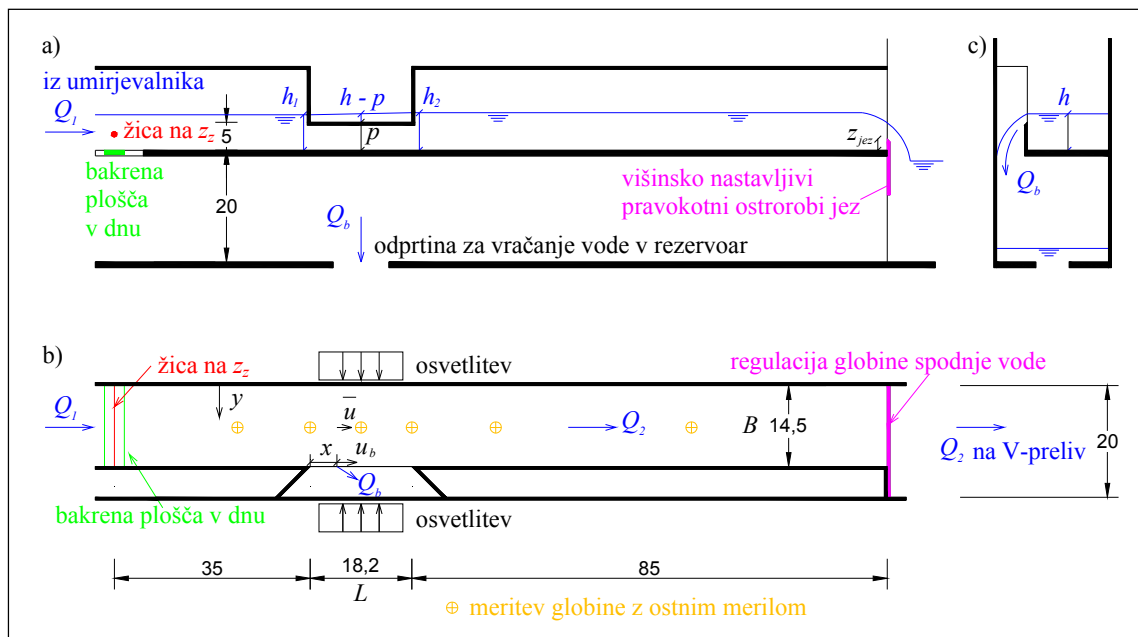 a)
c)
iz umirjevalnika
Q1
h1
h - p
h2
h
žica na zz
5
p
zjez
bakrena
plošča
v dnu
20
Qb
višinsko nastavljivi
pravokotni ostrorobi jez
Qb
odprtina za vračanje vode v rezervoar
b)
žica na zz
osvetlitev
regulacija globine spodnje vode
Q1
y
u
Q2
B
14,5
20
x
ub
Q2 na V-preliv
Qb
bakrena plošča v dnu
osvetlitev
35
18,2
85
L
meritev globine z ostnim merilom